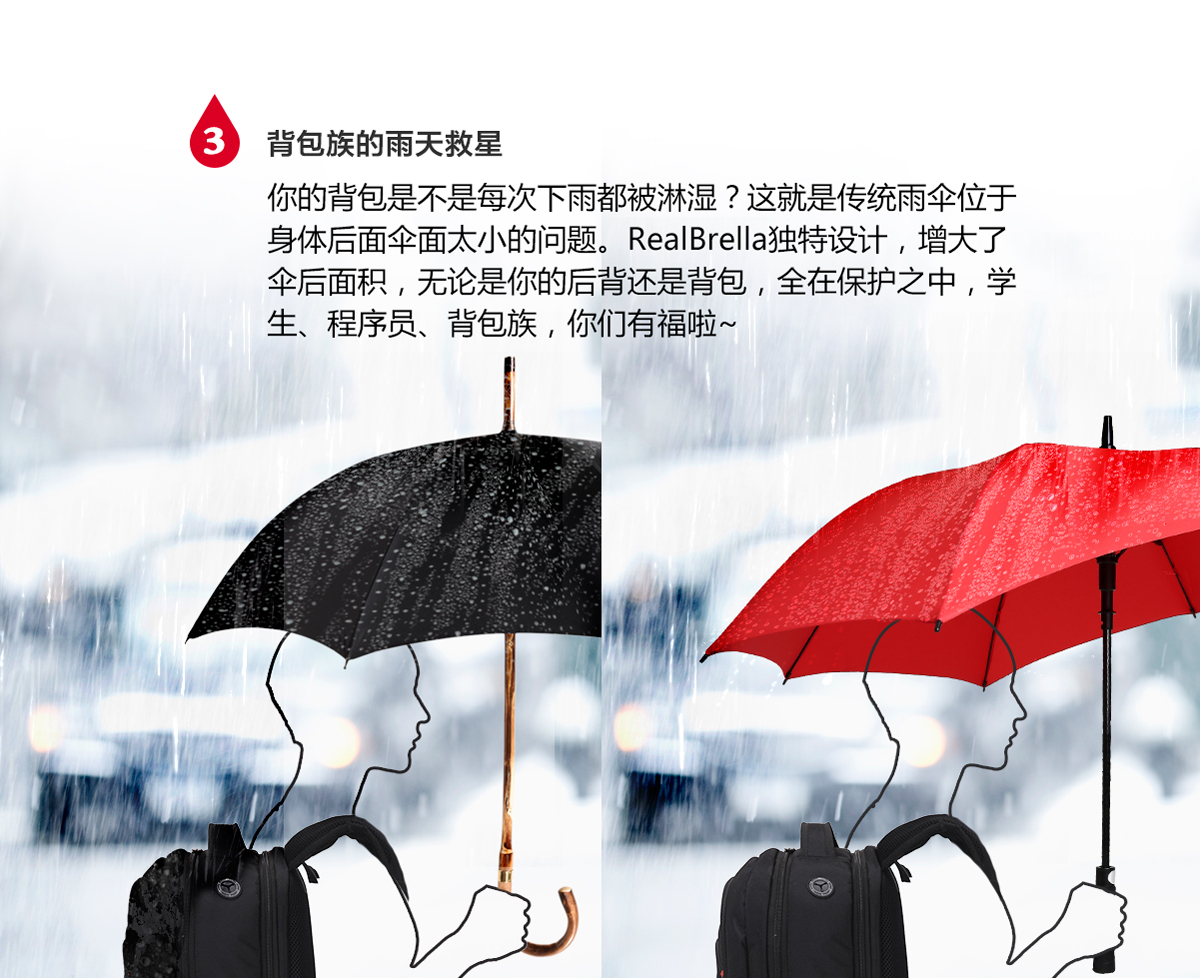 3
背包族的雨天救星
你的背包是不是每次下雨都被淋湿？这就是传统雨伞位于
身体后面伞面太小的问题。RealBrella独特设计，增大了
伞后面积，无论是你的后背还是背包，全在保护之中，学
生、程序员、背包族，你们有福啦~